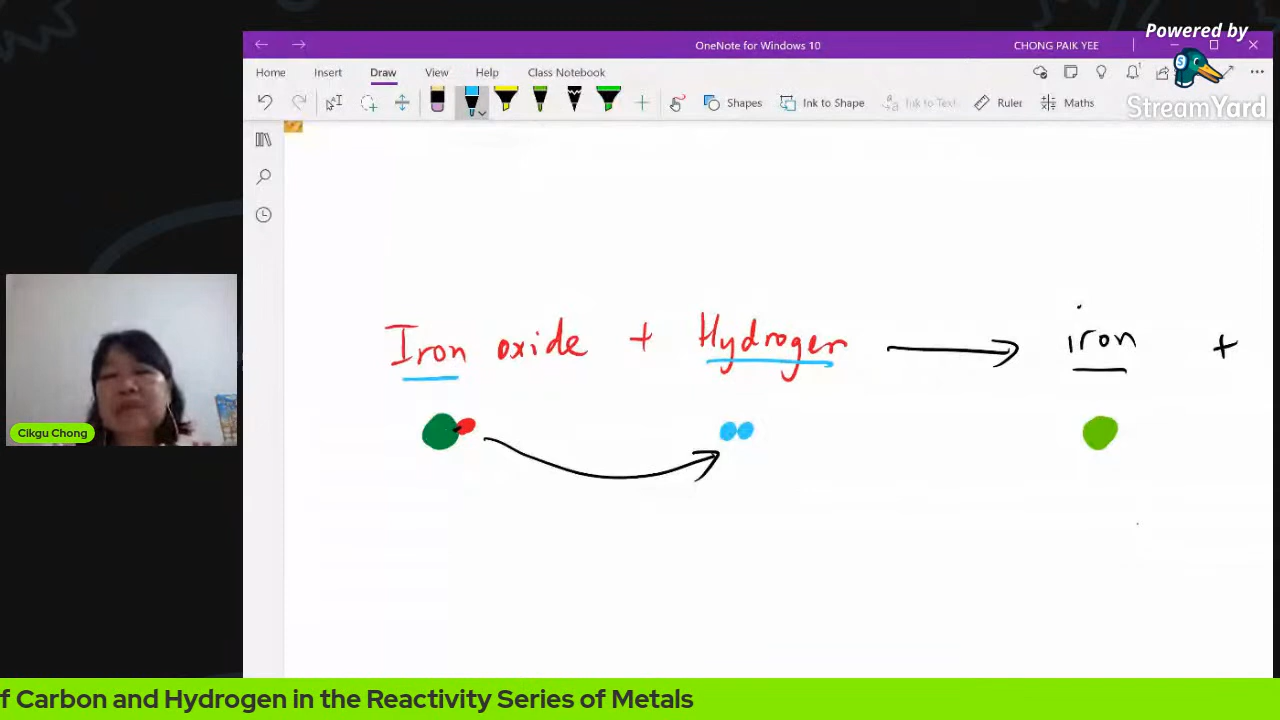 Powered by
StreamYard
OneNote for Windows 10
CHONG PAIK YEE
Home Insert Draw View Help Class Notebook
Shapes Ink to Shape Ink to Text Ruler Maths
Iron oxide + Hydrogen → iron +
Cikgu Chong
f Carbon and Hydrogen in the Reactivity Series of Metals